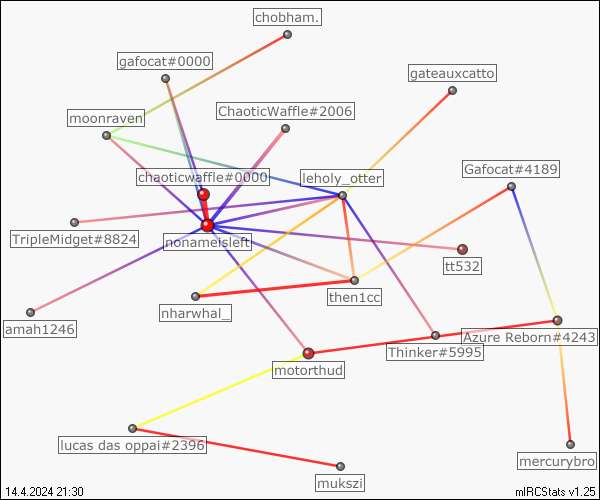 chobham.
gafocat#0000
gateauxcatto
ChaoticWaffle#2006
moonraven
Gafocat#4189
chaoticwaffle#0000
leholy_otter
TripleMidget#8824
nonameisleft
tt532
then1cc
nharwhal_
amah1246
Azure Reborn#4243
Thinker#5995
motorthud
lucas das oppai#2396
mercurybro
mukszi
14.4.2024 21:30
mIRCStats v1.25